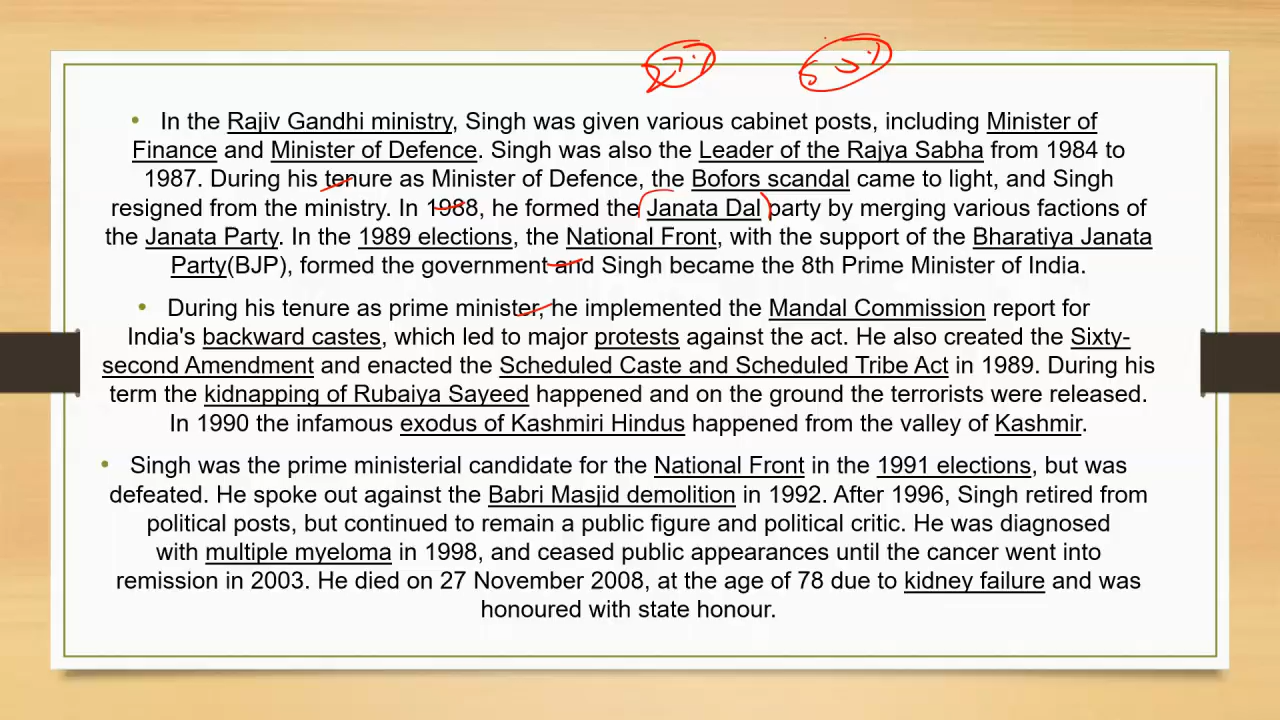 27%
50%
• In the Rajiv Gandhi ministry, Singh was given various cabinet posts, including Minister of
Finance and Minister of Defence. Singh was also the Leader of the Rajya Sabha from 1984 to
1987. During his tenure as Minister of Defence, the Bofors scandal came to light, and Singh
resigned from the ministry. In 1988, he formed the Janata Dal party by merging various factions of
the Janata Party. In the 1989 elections, the National Front, with the support of the Bharatiya Janata
Party(BJP), formed the government and Singh became the 8th Prime Minister of India.
• During his tenure as prime minister, he implemented the Mandal Commission report for
India's backward castes, which led to major protests against the act. He also created the Sixty-
second Amendment and enacted the Scheduled Caste and Scheduled Tribe Act in 1989. During his
term the kidnapping of Rubaiya Sayeed happened and on the ground the terrorists were released.
In 1990 the infamous exodus of Kashmiri Hindus happened from the valley of Kashmir.
• Singh was the prime ministerial candidate for the National Front in the 1991 elections, but was
defeated. He spoke out against the Babri Masjid demolition in 1992. After 1996, Singh retired from
political posts, but continued to remain a public figure and political critic. He was diagnosed
with multiple myeloma in 1998, and ceased public appearances until the cancer went into
remission in 2003. He died on 27 November 2008, at the age of 78 due to kidney failure and was
honoured with state honour.